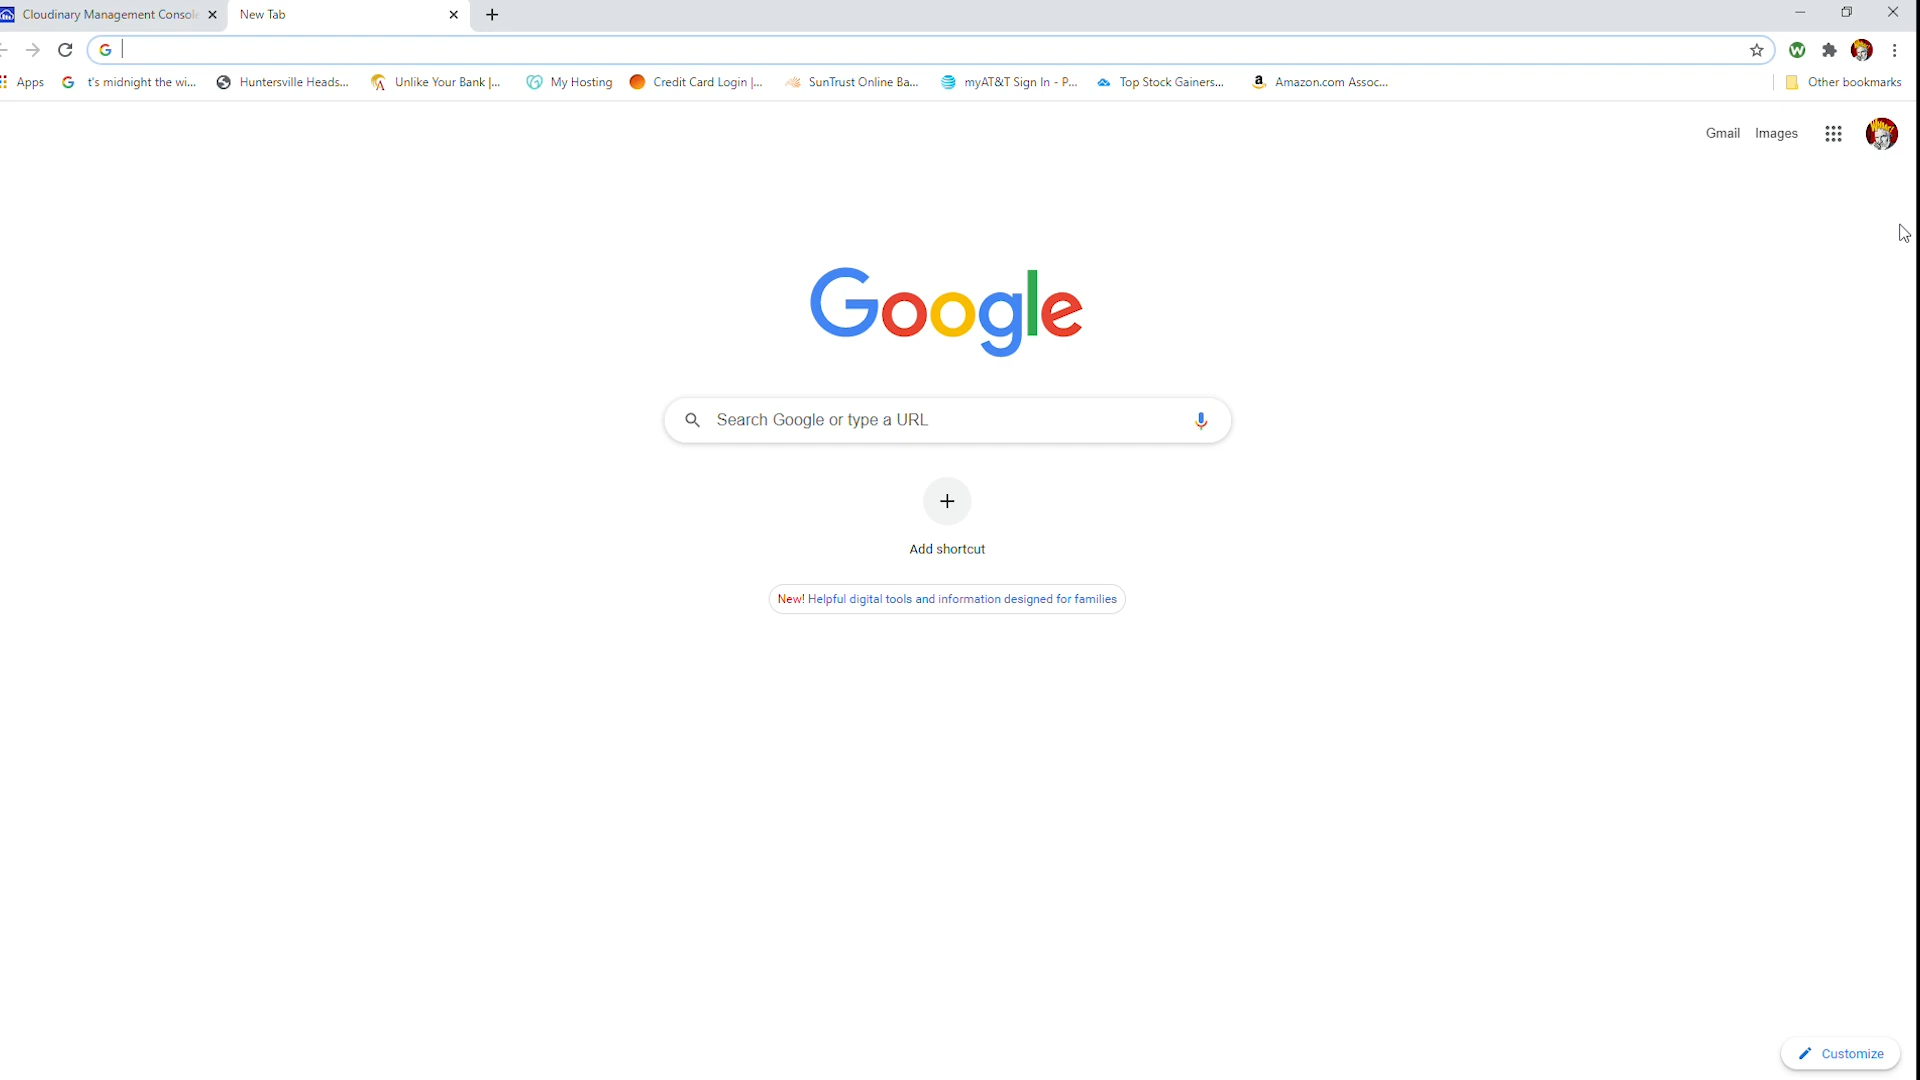 Cloudinary Management Consol
New Tab
Apps
t's midnight the wi...
Huntersville Heads...
Unlike Your Bank |...
My Hosting
Credit Card Login |...
SunTrust Online Ba...
myAT&T Sign In - P...
Top Stock Gainers...
Amazon.com Assoc...
Other bookmarks
Gmail
Images
Google
Search Google or type a URL
Add shortcut
New! Helpful digital tools and information designed for families
Customize